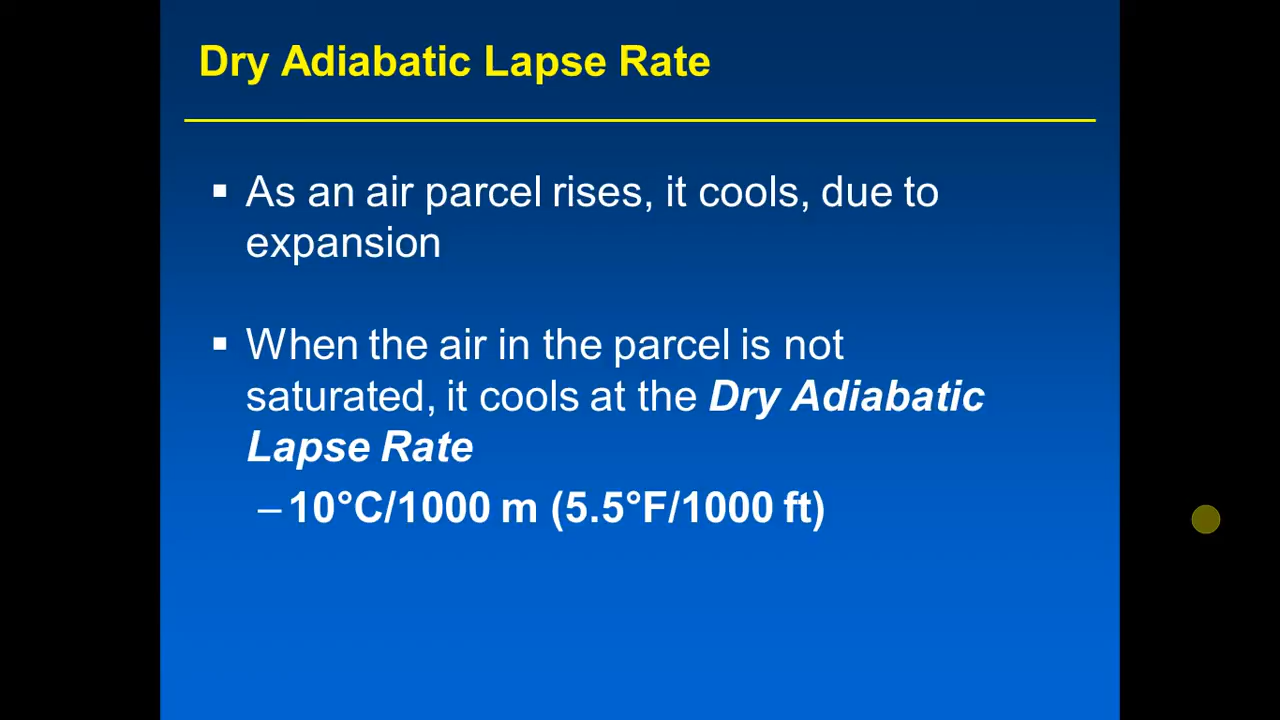 Dry Adiabatic Lapse Rate
▪ As an air parcel rises, it cools, due to
expansion
▪ When the air in the parcel is not
saturated, it cools at the Dry Adiabatic
Lapse Rate
–10°C/1000 m (5.5°F/1000 ft)